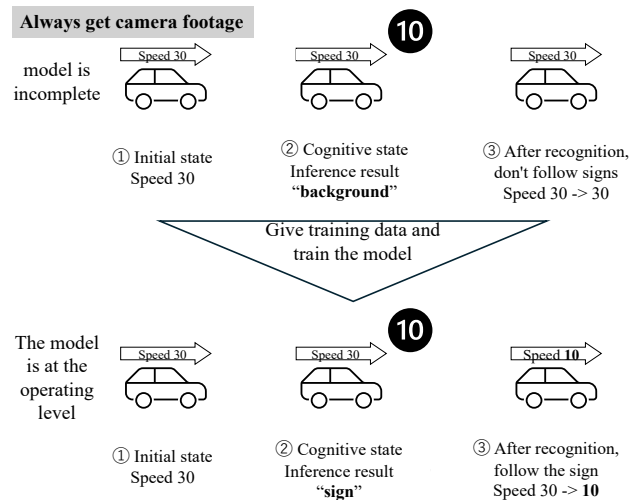 Always get camera footage
10
Speed 30
Speed 30
Speed 30
model is
incomplete
① Initial state
Speed 30
② Cognitive state
Inference result
“background”
③ After recognition,
don't follow signs
Speed 30 -> 30
Give training data and
train the model
10
The model
is at the
operating
level
Speed 30
Speed 30
Speed 10
① Initial state
Speed 30
② Cognitive state
Inference result
“sign”
③ After recognition,
follow the sign
Speed 30 -> 10